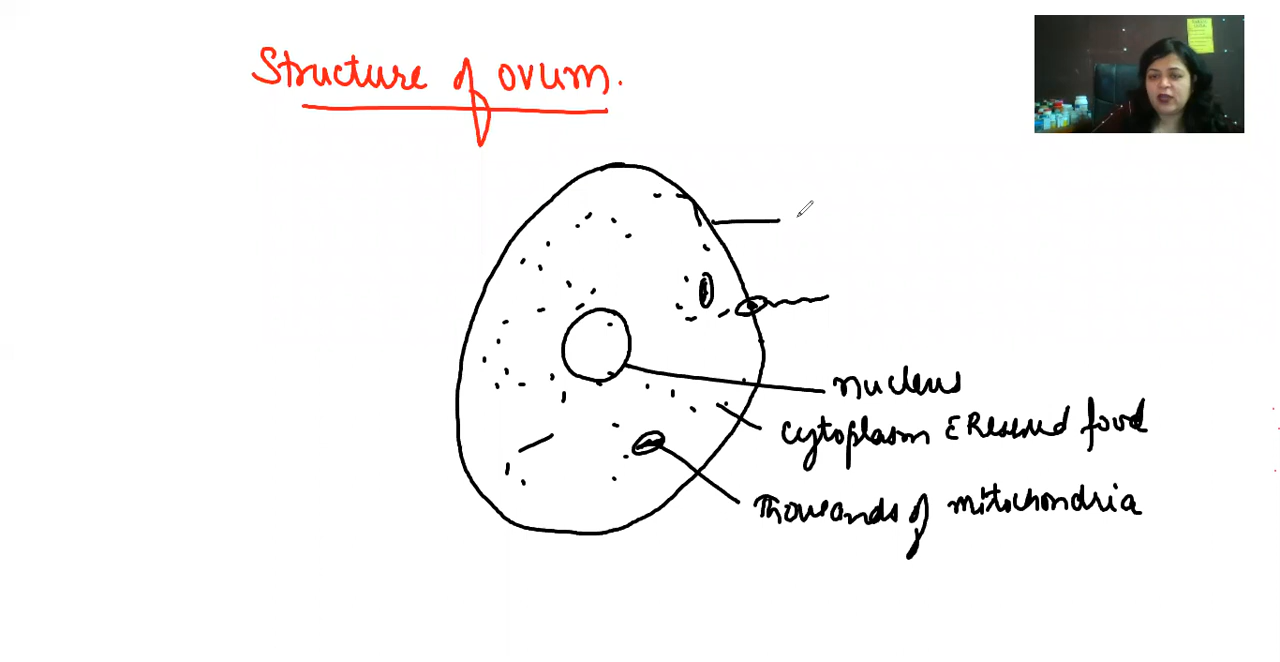 Structure of ovum.
nucleus
cytoplasm & Reserved food
Thousands of mitochondria